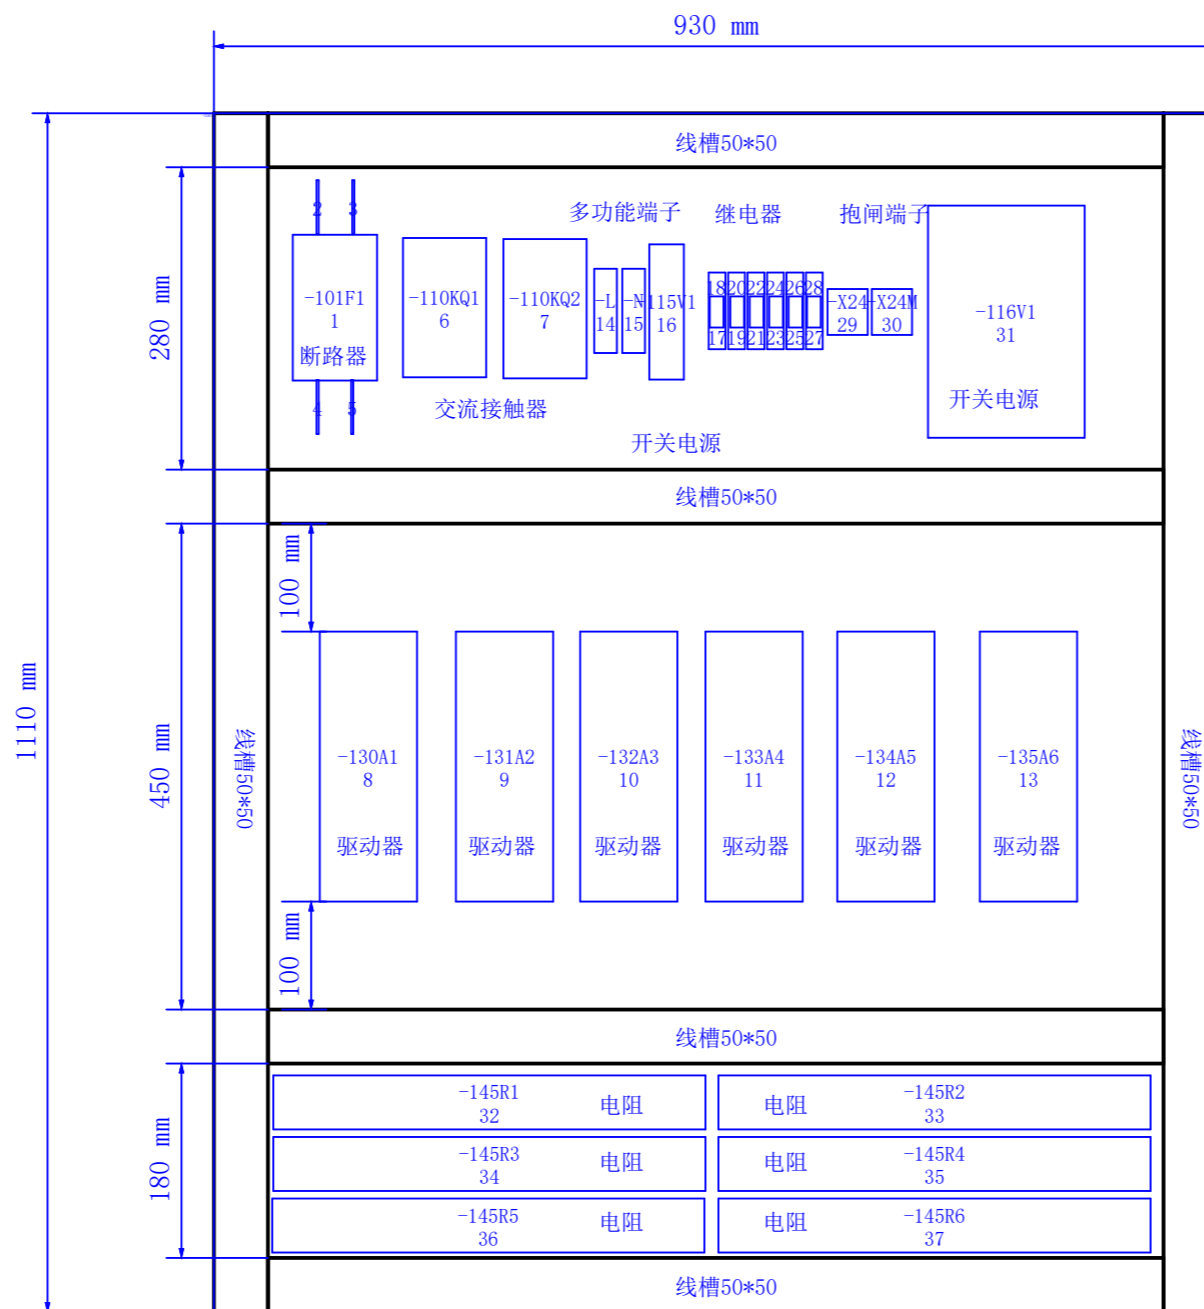 930 mm
线槽50*50
280 mm
2
3
多功能端子
继电器
抱闸端子
-101F1
1
断路器
-110KQ1
6
-110KQ2
7
-L
14
-N
15
-115V1
16
18
20
22
24
26
28
17
19
21
23
25
27
-X24
29
-X24M
30
-116V1
31
开关电源
4
5
交流接触器
开关电源
线槽50*50
1110 mm
450 mm
100 mm
线槽50*50
-130A1
8
驱动器
-131A2
9
驱动器
-132A3
10
驱动器
-133A4
11
驱动器
-134A5
12
驱动器
-135A6
13
驱动器
线槽50*50
100 mm
线槽50*50
180 mm
-145R1
32
电阻
电阻
-145R2
33
-145R3
34
电阻
电阻
-145R4
35
-145R5
36
电阻
电阻
-145R6
37
线槽50*50